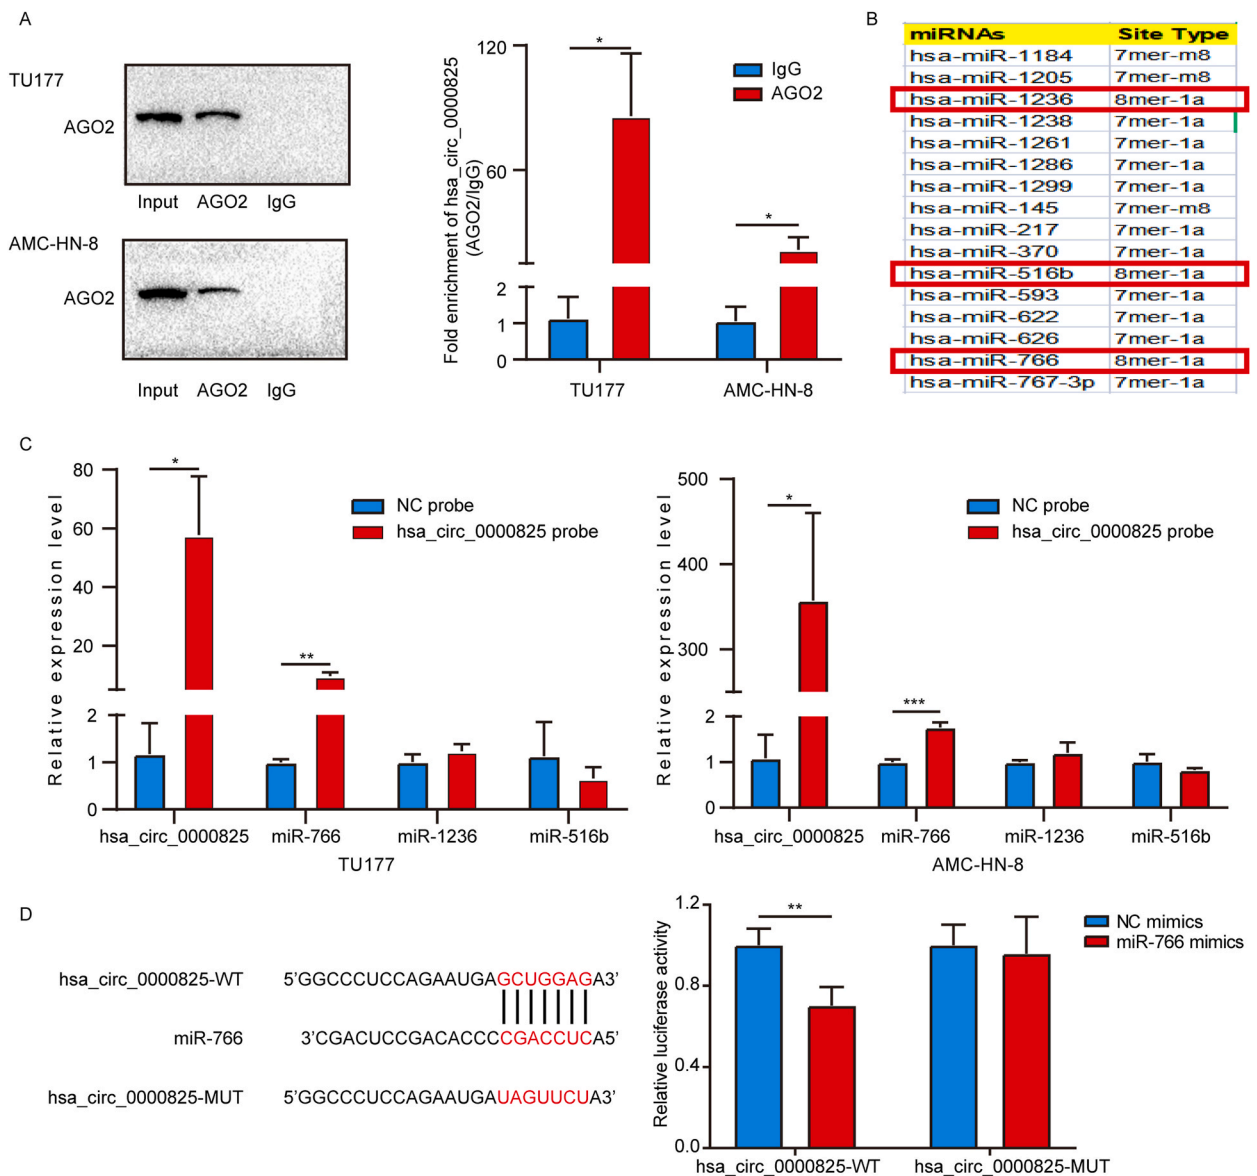 A
TU177
AGO2
Input AGO2 IgG
AMC-HN-8
AGO2
Input AGO2 IgG
Fold enrichment of hsa_circ_0000825
(AGO2/IgG)
120
60
2
1
0
*
*
IgG
AGO2
TU177 AMC-HN-8
B
miRNAs Site Type
hsa-miR-1184 7mer-m8
hsa-miR-1205 7mer-m8
hsa-miR-1236 8mer-1a
hsa-miR-1238 7mer-1a
hsa-miR-1261 7mer-1a
hsa-miR-1286 7mer-1a
hsa-miR-1299 7mer-1a
hsa-miR-145 7mer-m8
hsa-miR-217 7mer-1a
hsa-miR-370 7mer-1a
hsa-miR-516b 8mer-1a
hsa-miR-593 7mer-1a
hsa-miR-622 7mer-1a
hsa-miR-626 7mer-1a
hsa-miR-766 8mer-1a
hsa-miR-767-3p 7mer-1a
C
Relative expression level
80
60
40
20
2
1
0
*
**
NC probe
hsa_circ_0000825 probe
hsa_circ_0000825 miR-766 miR-1236 miR-516b
TU177
Relative expression level
500
400
300
2
1
0
*
***
NC probe
hsa_circ_0000825 probe
hsa_circ_0000825 miR-766 miR-1236 miR-516b
AMC-HN-8
D
hsa_circ_0000825-WT 5'GGCCCUCCAGAAUGAGCUGGAGA3'
miR-766 3'CGACUCCGACACCCCGACCUCA5'
hsa_circ_0000825-MUT 5'GGCCCUCCAGAAUGAUAGUUCUA3'
Relative luciferase activity
1.2
0.8
0.4
0.0
**
NC mimics
miR-766 mimics
hsa_circ_0000825-WT hsa_circ_0000825-MUT